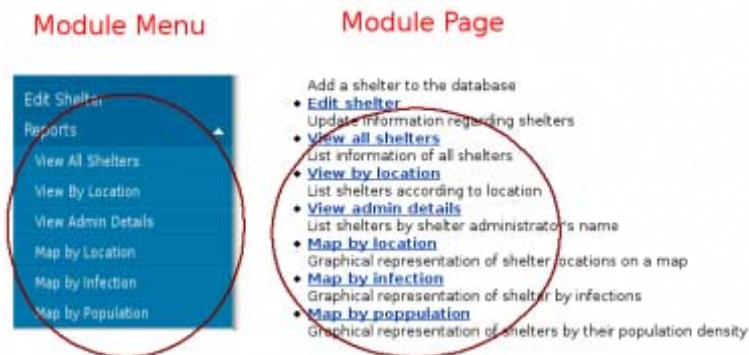 Module Menu
Module Page
Edit Shelter
Reports
View All Shelters
View By Location
View Admin Details
Map by Location
Map by Infection
Map by Population
Add a shelter to the database
Edit shelter
Update information regarding shelters
View all shelters
List information of all shelters
View by location
List shelters according to location
View admin details
List shelters by shelter administrator's name
Map by location
Graphical representation of shelter locations on a map
Map by infection
Graphical representation of shelter by infections
Map by poppulation
Graphical representation of shelters by their population density